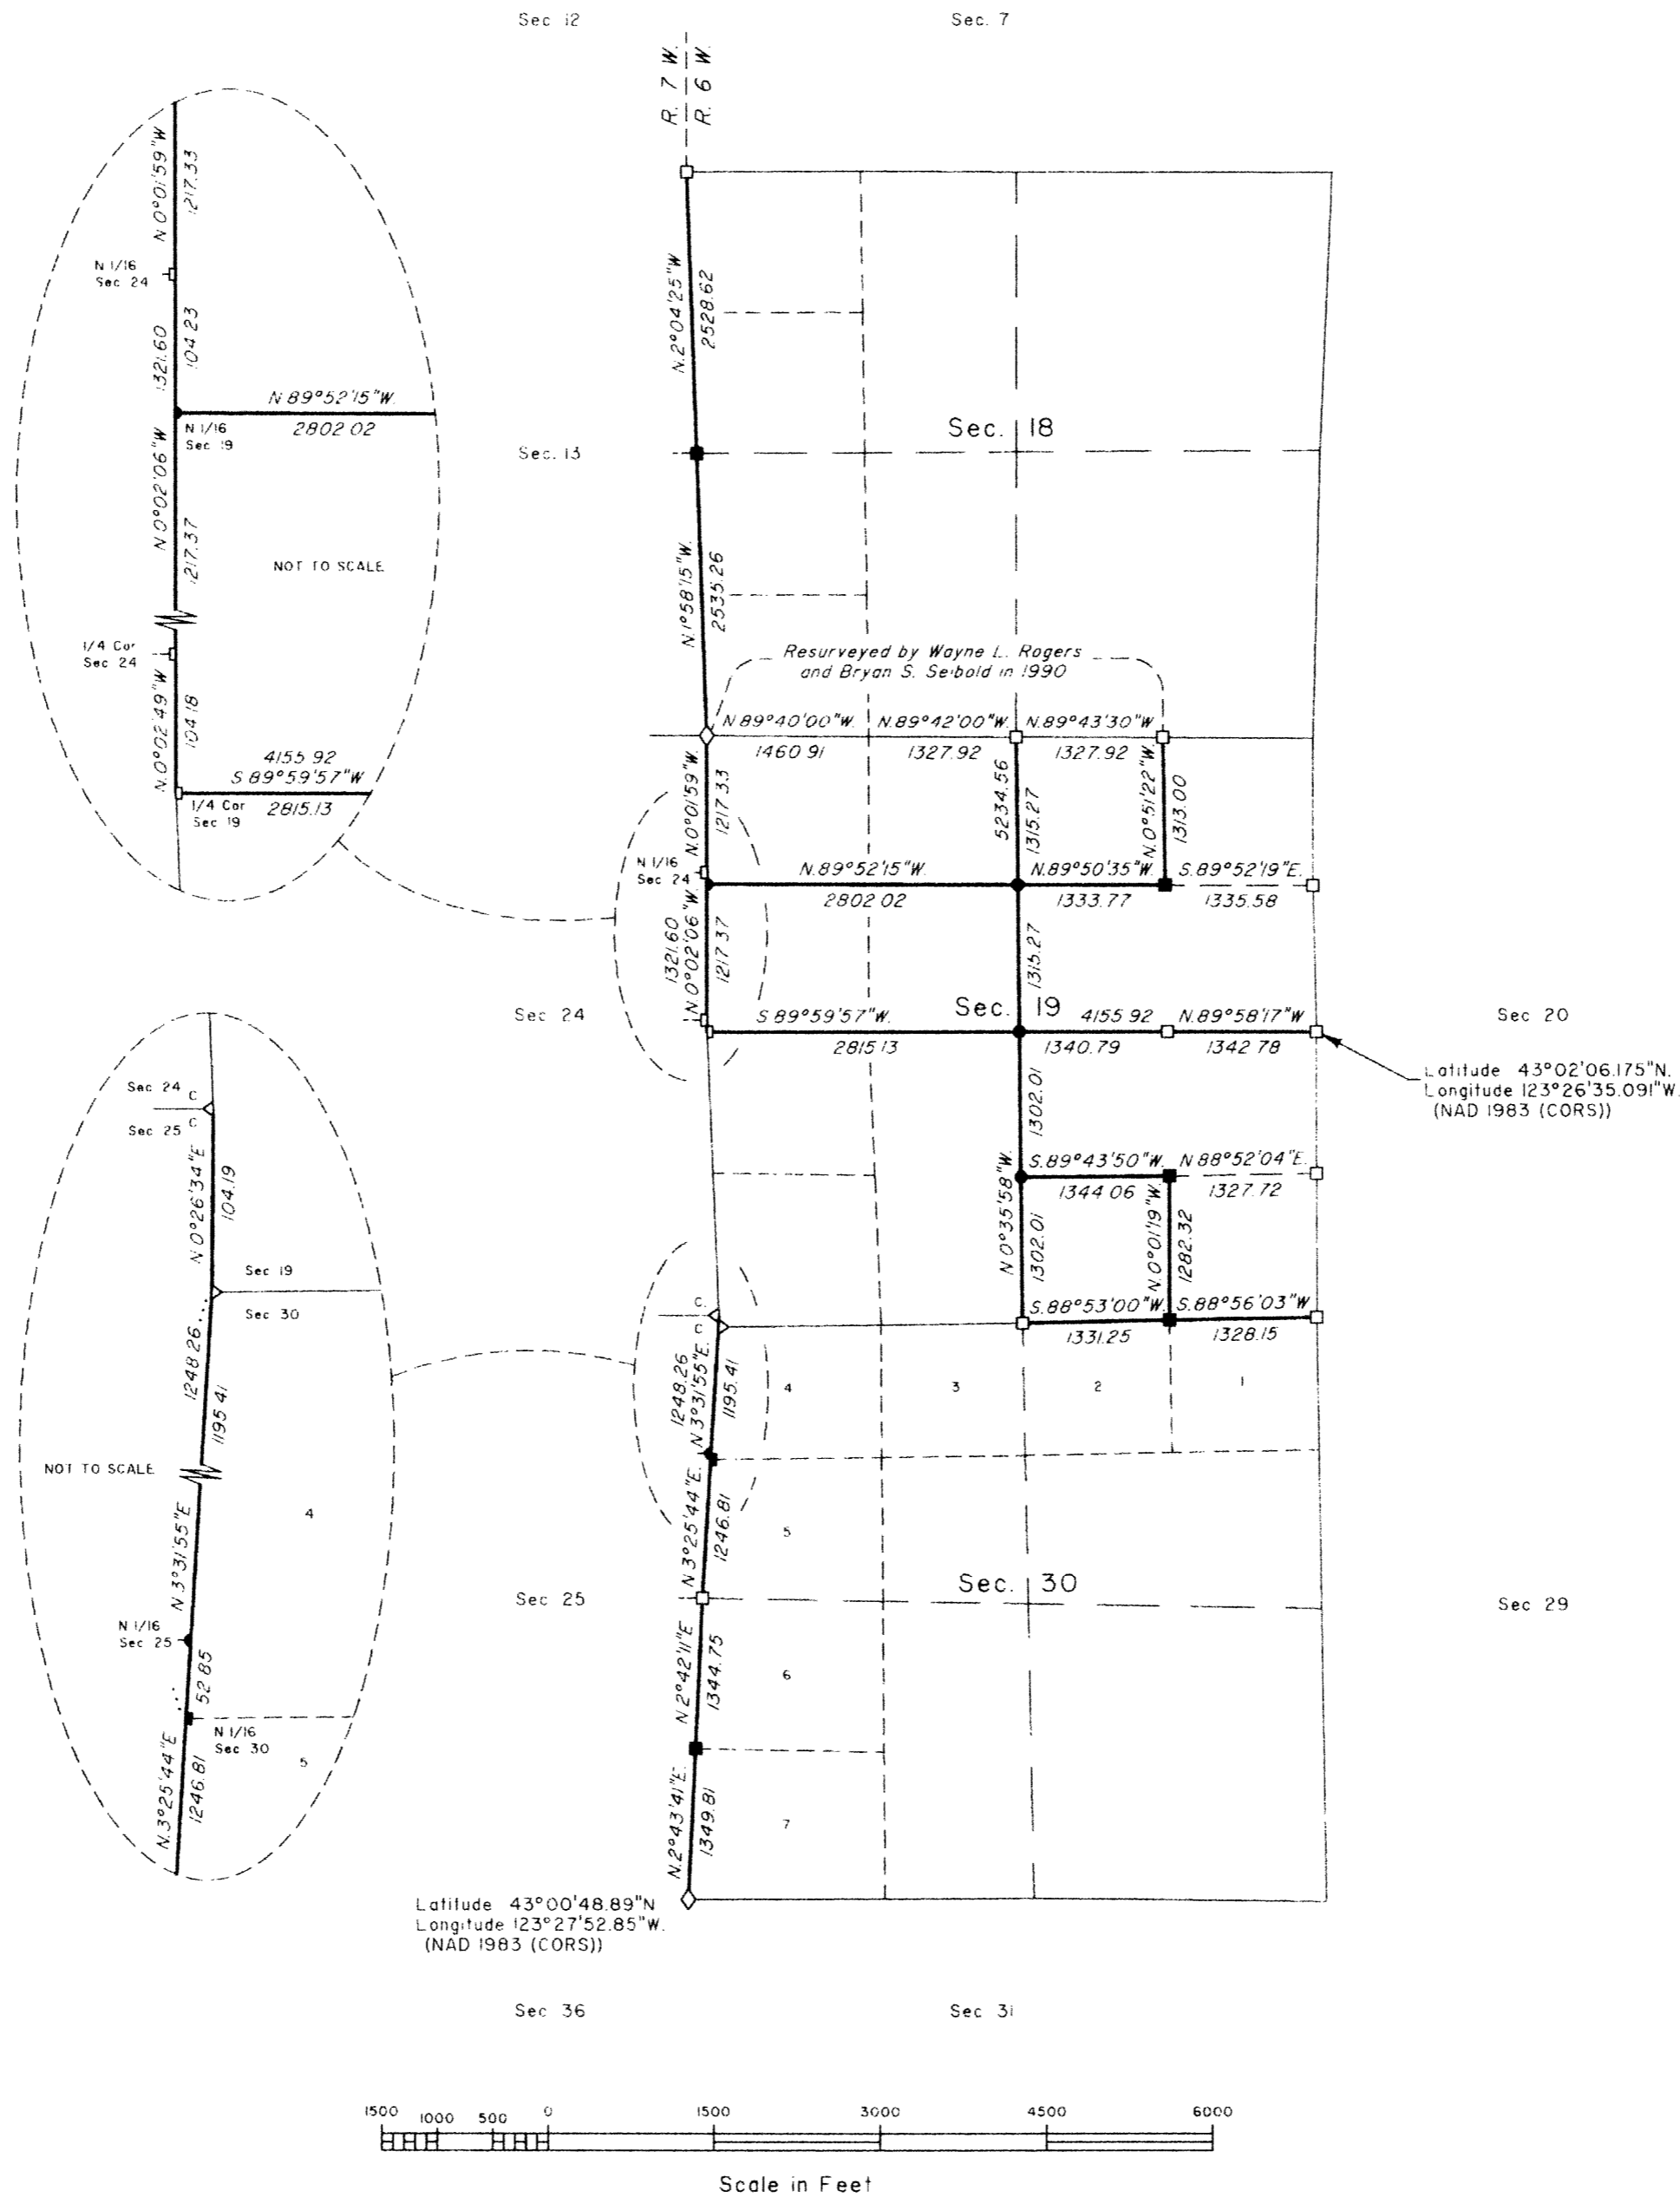 Sec 12
Sec. 7
R. 7 W.
R. 6 W.
N 0°01'59"W
1217.33
N 1/16
Sec 24
1321.60
104.23
N 89°52'15"W.
2802 02
N 1/16
Sec 19
N 0°02'06"W
1217.37
NOT TO SCALE
1/4 Cor
Sec 24
N.0°02'49"W
104.18
4155 92
S 89°59'57"W
1/4 Cor
Sec 19
2815.13
N.2°04'25"W
2528.62
Sec. 13
Sec. 18
N.1°58'15"W.
2535.26
Resurveyed by Wayne L. Rogers
and Bryan S. Seibold in 1990
N 89°40'00"W.
N.89°42'00"W.
N.89°43'30"W
1460 91
1327.92
1327.92
N.0°01'59"W.
1217 33
5234.56
1315.27
N.0°51'22"W.
1313.00
N 1/16
Sec 24
N.89°52'15"W.
N.89°50'35"W.
S.89°52'19"E.
2802.02
1333.77
1335.58
1321.60
N.0°02'06"W.
1217 37
1315.27
Sec 24
S 89°59'57"W.
Sec. 19
4155 92
N.89°58'17"W
Sec 20
2815.13
1340.79
1342 78
Latitude 43°02'06.175"N.
Longitude 123°26'35.091"W.
(NAD 1983 (CORS))
1302.01
S.89°43'50"W.
N 88°52'04"E.
1344 06
1327.72
N 0°35'58"W.
1302.01
N.0°01'19"W.
1282.32
S.88°53'00"W.
S.88°56'03"W
1331.25
1328.15
Sec 24
C
Sec 25
C
N 0°26'34"E
104.19
Sec 19
Sec 30
1248 26...
1195 41
NOT TO SCALE
4
N 3°31'55"E
N 1/16
Sec 25
52 85
...
N 1/16
Sec 30
5
N.3°25'44"E
1246.81
C.
C
1248.26
N 3°31'55"E.
1195.41
4
3
2
1
N 3°25'44"E.
1246.81
5
Sec 25
Sec. 30
Sec 29
N 2°42'11"E
1344.75
6
N.2°43'41"E.
1349.81
7
Latitude 43°00'48.89"N
Longitude 123°27'52.85"W.
(NAD 1983 (CORS))
Sec 36
Sec 31
1500 1000 500 0 1500 3000 4500 6000
Scale in Feet